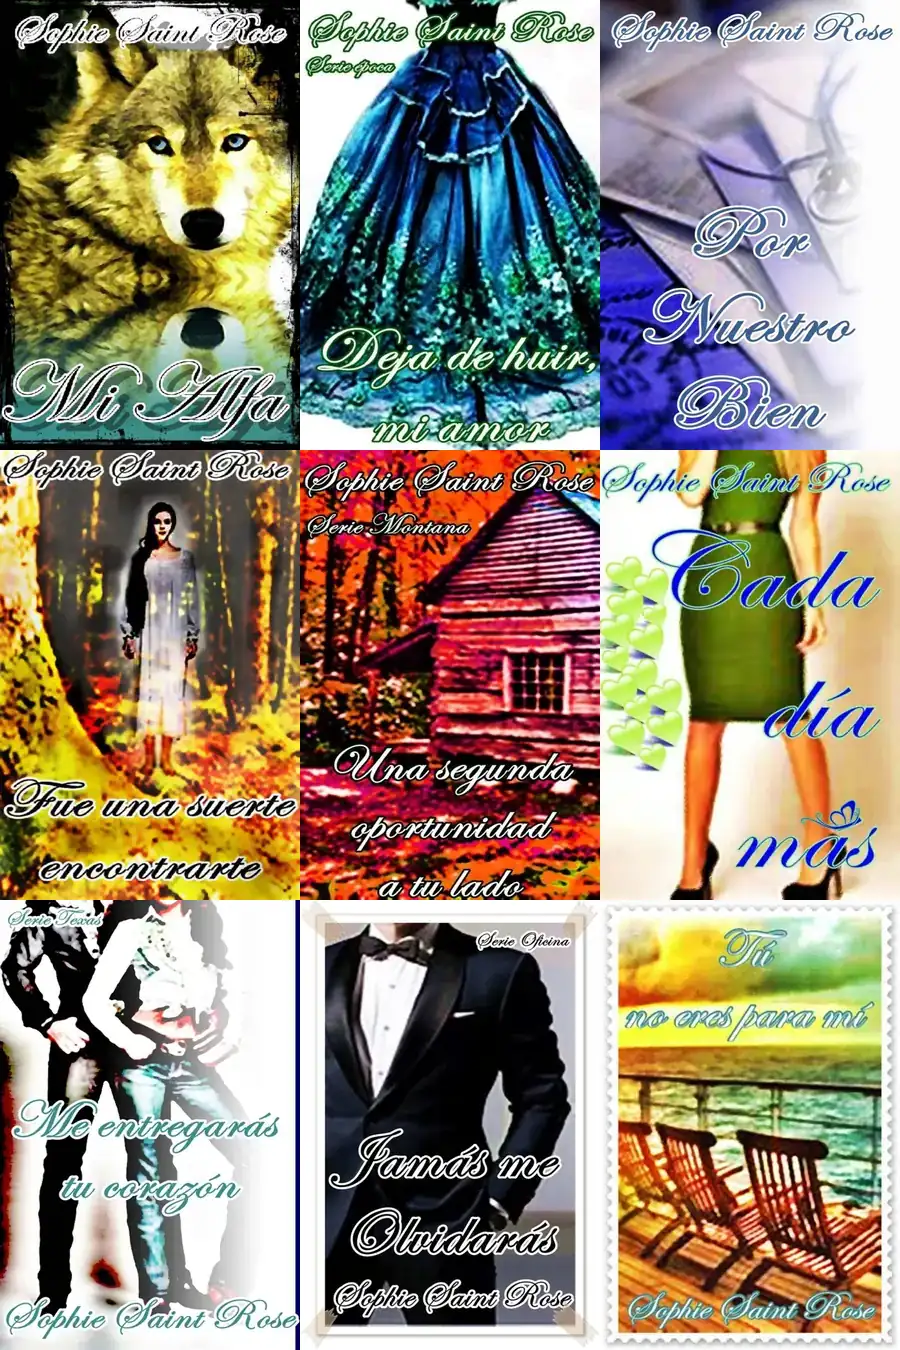 Sophie Saint Rose
Mi Alfa
Sophie Saint Rose
Serie época
Deja de huir,
mi amor
Sophie Saint Rose
Por
Nuestro
Bien
Sophie Saint Rose
Fue una suerte
encontrarte
Sophie Saint Rose
Serie Montana
Una segunda
oportunidad
a tu lado
Sophie Saint Rose
Cada
día
más
Serie Texas
Me entregarás
tu corazón
Sophie Saint Rose
Serie Oficina
Jamás me
Olvidarás
Sophie Saint Rose
Tú
no eres para mí
Sophie Saint Rose